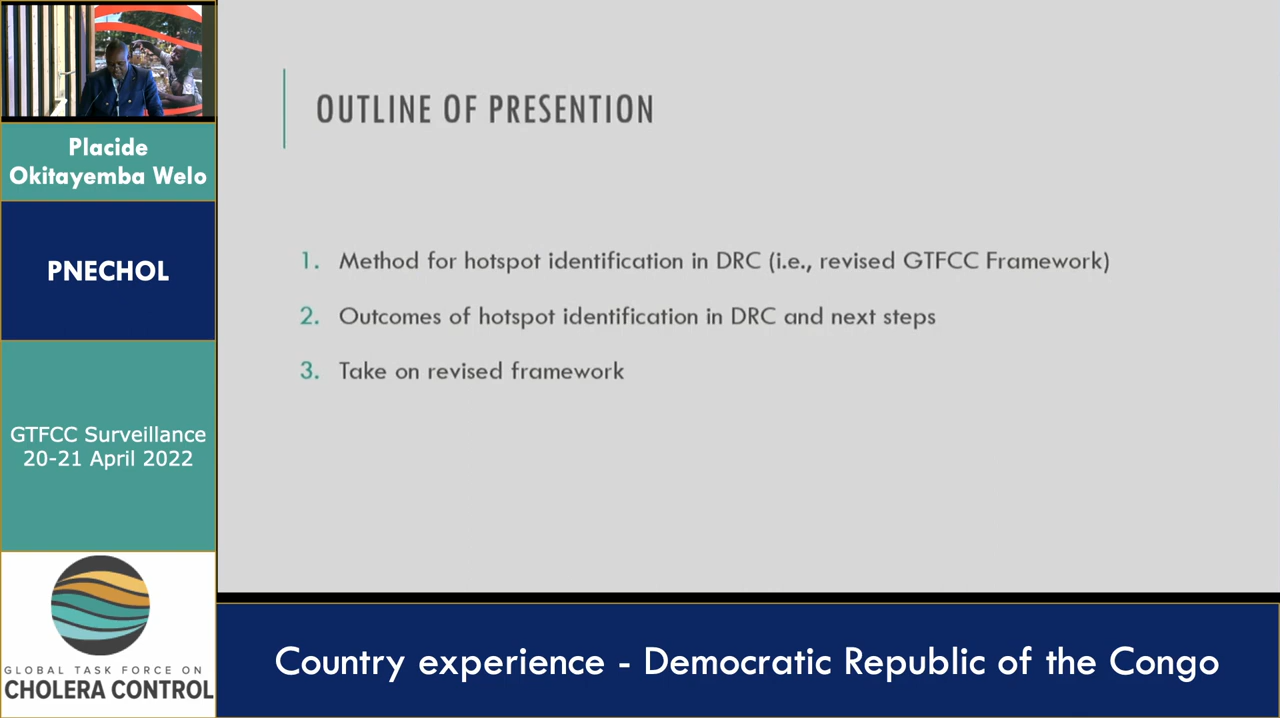 Placide
Okitayemba Welo
PNECHOL
GTFCC Surveillance
20-21 April 2022
GLOBAL TASK FORCE ON
CHOLERA CONTROL
OUTLINE OF PRESENTION
1. Method for hotspot identification in DRC (i.e., revised GTFCC Framework)
2. Outcomes of hotspot identification in DRC and next steps
3. Take on revised framework
Country experience - Democratic Republic of the Congo